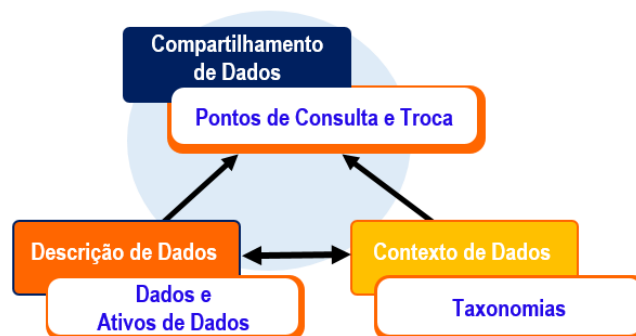 Compartilhamento
de Dados
Pontos de Consulta e Troca
Descrição de Dados
Dados e
Ativos de Dados
Contexto de Dados
Taxonomias